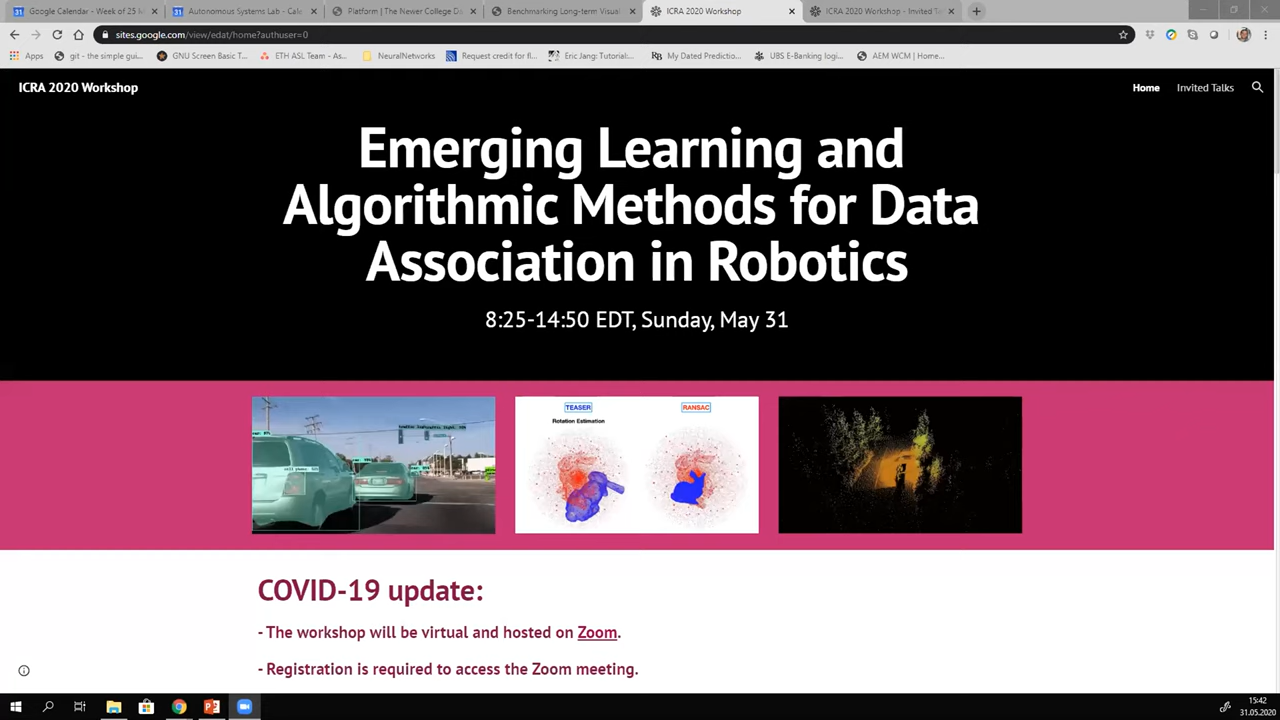 Google Calendar - Week of 25 M
Autonomous Systems Lab - Cale
Platform | The Newer College Da
Benchmarking Long-term Visual
ICRA 2020 Workshop
ICRA 2020 Workshop - Invited Ta
sites.google.com/view/edat/home?authuser=0
Apps
git - the simple gui...
GNU Screen Basic T...
ETH ASL Team - As...
NeuralNetworks
Request credit for fl...
Eric Jang: Tutorial:...
My Dated Predictio...
UBS E-Banking logi...
AEM WCM | Home...
ICRA 2020 Workshop
Home
Invited Talks
Emerging Learning and
Algorithmic Methods for Data
Association in Robotics
8:25-14:50 EDT, Sunday, May 31
TEASER
RANSAC
Rotation Estimation
COVID-19 update:
- The workshop will be virtual and hosted on Zoom.
- Registration is required to access the Zoom meeting.
15:42
31.05.2020